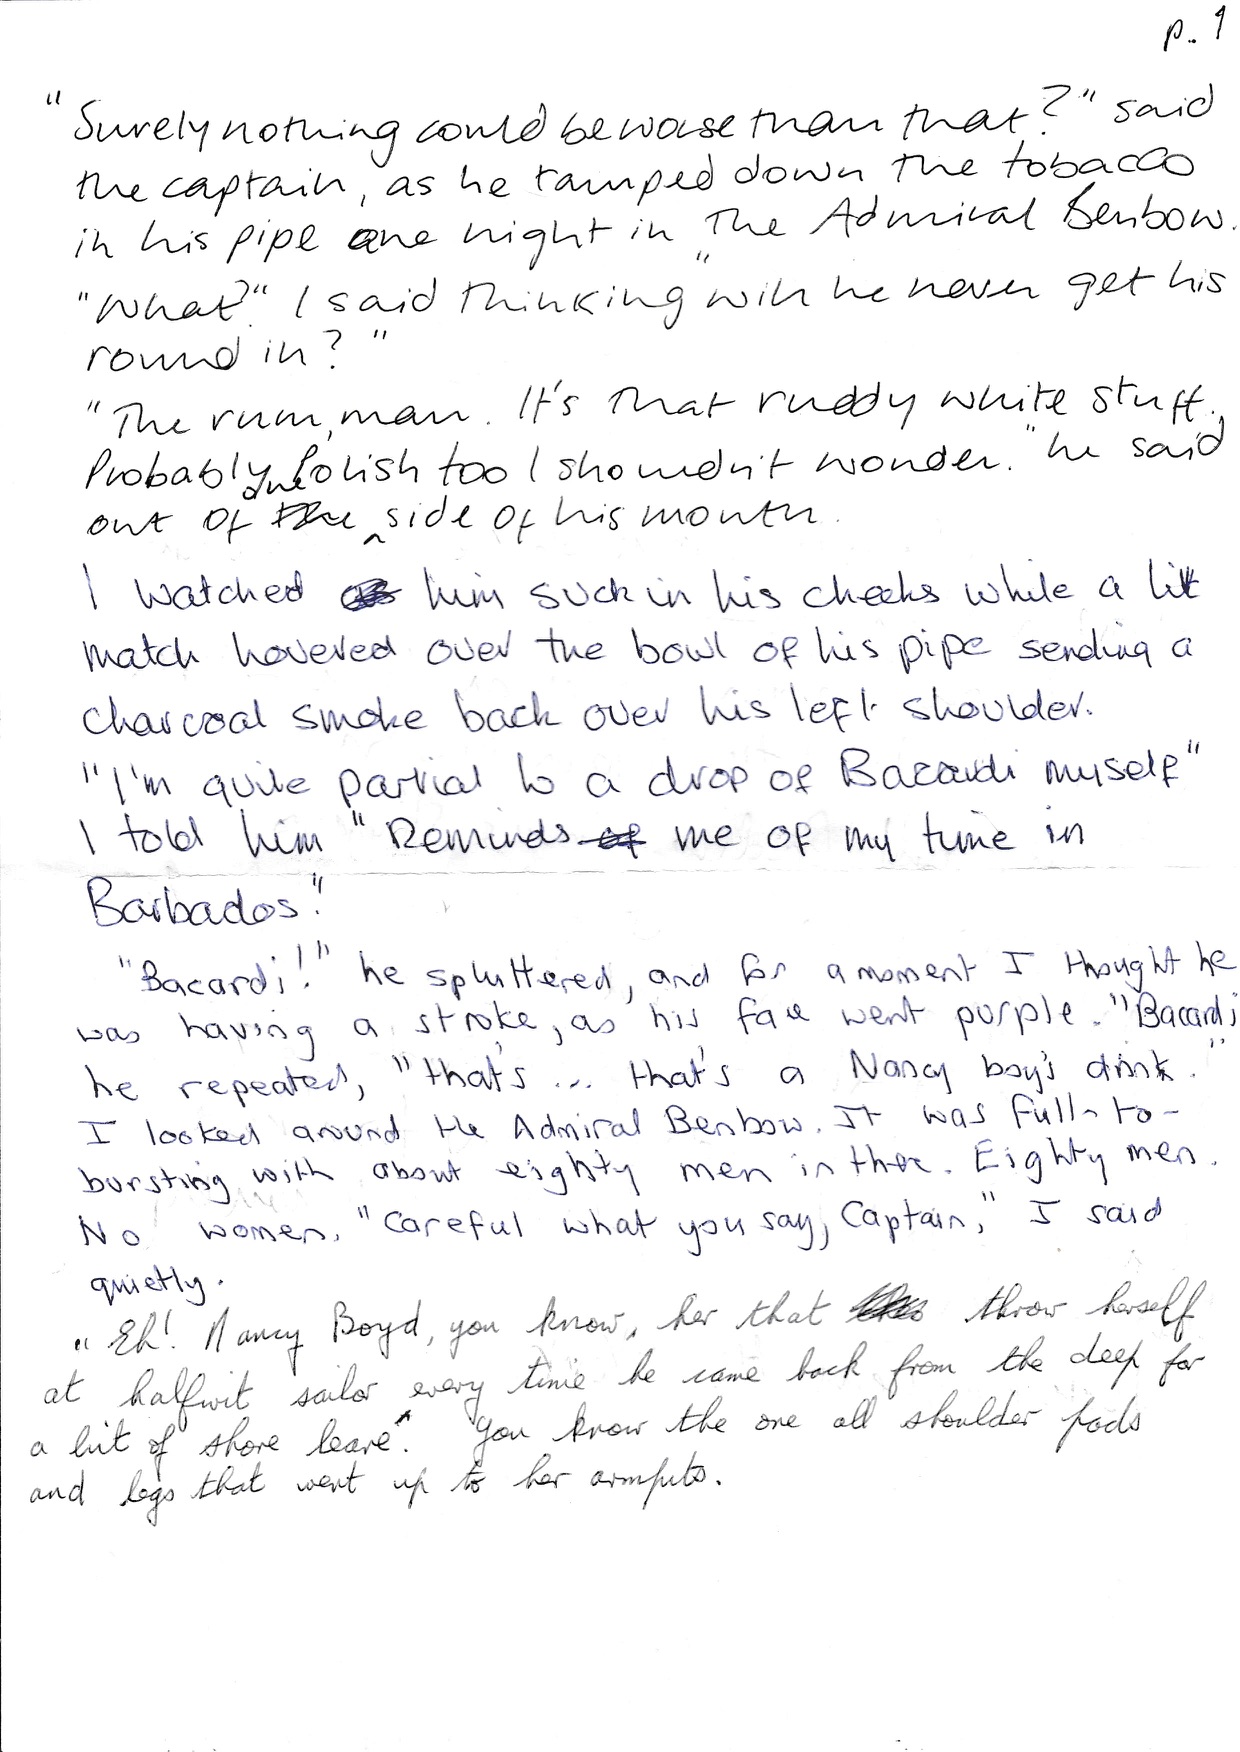 p. 1
"Surely nothing could be worse than that?" said
the captain, as he tamped down the tobacco
in his pipe one night in The Admiral Benbow.
"What?" I said thinking "will he never get his
round in?"
"The rum, man. It's that ruddy white stuff.
Probably Polish too I shouldn't wonder." he said
out of the one side of his mouth.
I watched him suck in his cheeks while a lit
match hovered over the bowl of his pipe sending a
charcoal smoke back over his left shoulder.
"I'm quite partial to a drop of Bacardi myself"
I told him "Reminds of me of my time in
Barbados."
"Bacardi!" he spluttered, and for a moment I thought he
was having a stroke, as his face went purple. "Bacardi"
he repeated, "that's ... that's a Nancy boy's drink."
I looked around the Admiral Benbow. It was full-to-
bursting with about eighty men in there. Eighty men.
No women. "Careful what you say, Captain," I said
quietly.
"Eh! Nancy Boyd, you know, her that throw herself
at halfwit sailor every time he came back from the deep for
a bit of shore leave. You know the one all shoulder pads
and legs that went up to her armpits.